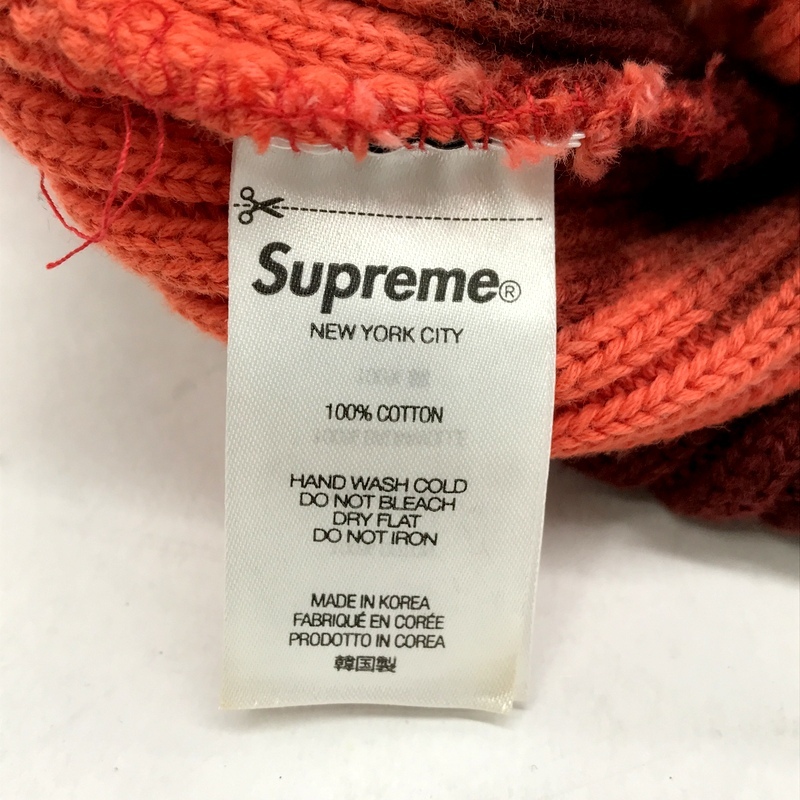 Supreme®
NEW YORK CITY
100% COTTON
HAND WASH COLD
DO NOT BLEACH
DRY FLAT
DO NOT IRON
MADE IN KOREA
FABRIQUÉ EN CORÉE
PRODOTTO IN COREA
韓国製